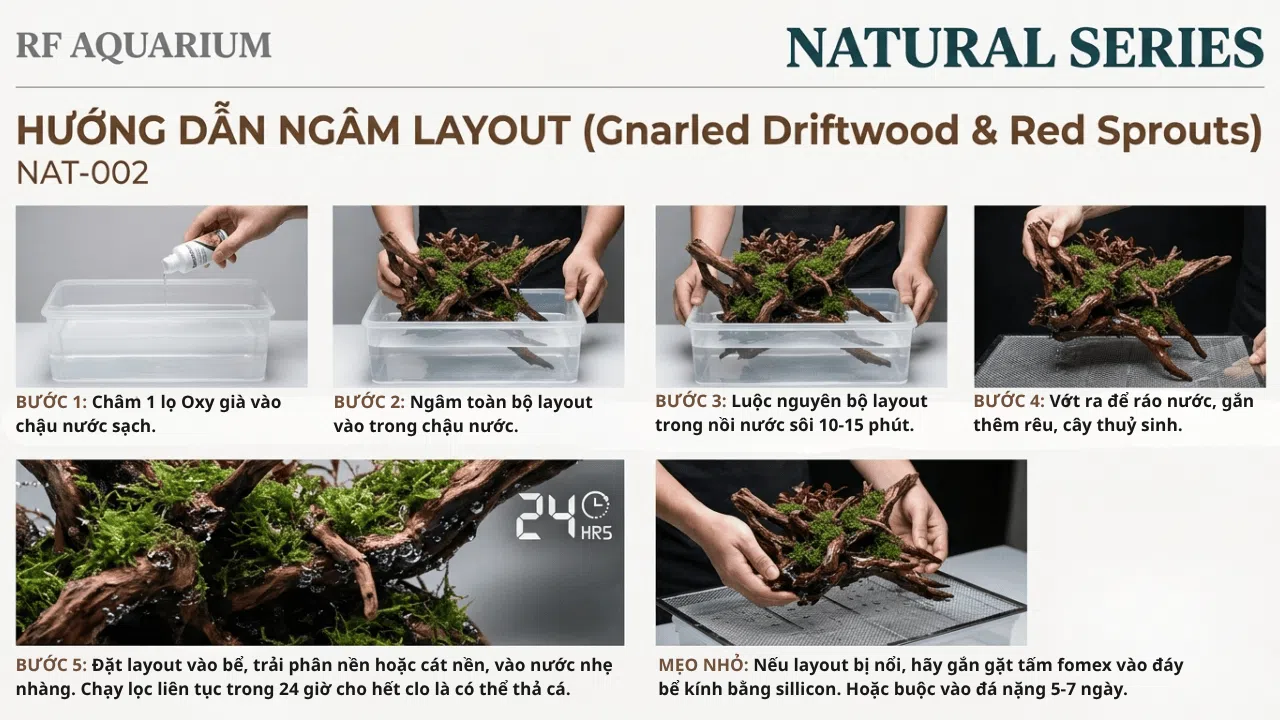 RF AQUARIUM
NATURAL SERIES
HƯỚNG DẪN NGÂM LAYOUT (Gnarled Driftwood & Red Sprouts)
NAT-002
BƯỚC 1: Châm 1 lọ Oxy già vào
chậu nước sạch.
BƯỚC 2: Ngâm toàn bộ layout
vào trong chậu nước.
BƯỚC 3: Luộc nguyên bộ layout
trong nồi nước sôi 10-15 phút.
BƯỚC 4: Vớt ra để ráo nước, gắn
thêm rêu, cây thuỷ sinh.
24
HRS
BƯỚC 5: Đặt layout vào bể, trải phân nền hoặc cát nền, vào nước nhẹ
nhàng. Chạy lọc liên tục trong 24 giờ cho hết clo là có thể thả cá.
MẸO NHỎ: Nếu layout bị nổi, hãy gắn gặt tấm fomex vào đáy
bể kính bằng sillicon. Hoặc buộc vào đá nặng 5-7 ngày.